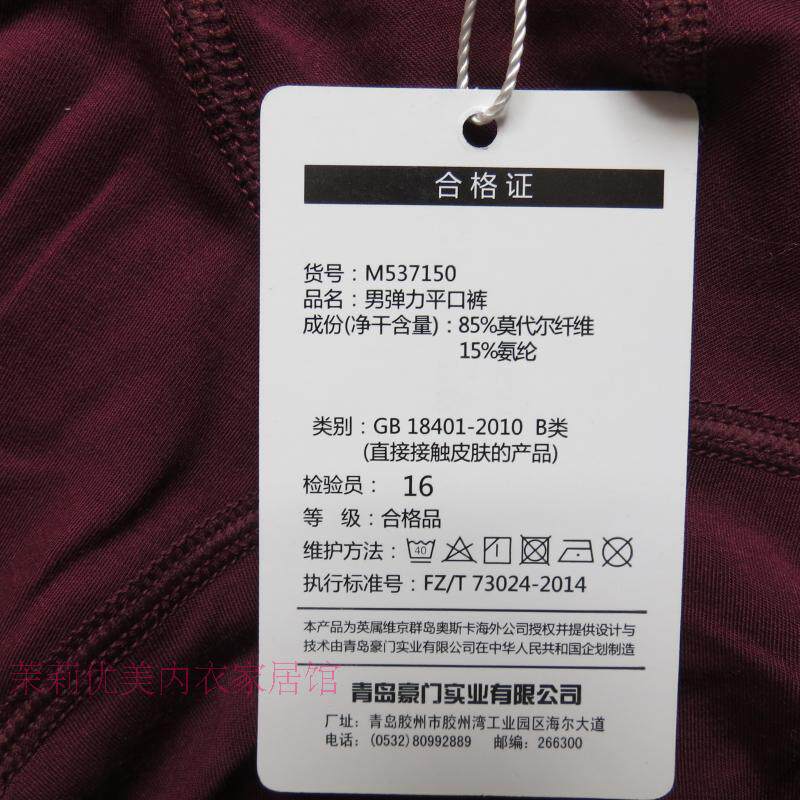 合格证
货号：M537150
品名：男弹力平口裤
成份(净干含量)：85%莫代尔纤维
15%氨纶
类别：GB 18401-2010 B类
(直接接触皮肤的产品)
检验员： 16
等 级：合格品
维护方法： 40
执行标准号：FZ/T 73024-2014
本产品为英属维京群岛奥斯卡海外公司授权并提供设计与
技术由青岛豪门实业有限公司在中华人民共和国企划制造
茉莉优美内衣家居馆
青岛豪门实业有限公司
厂址：青岛胶州市胶州湾工业园区海尔大道
电话：(0532)80992889 邮编：266300